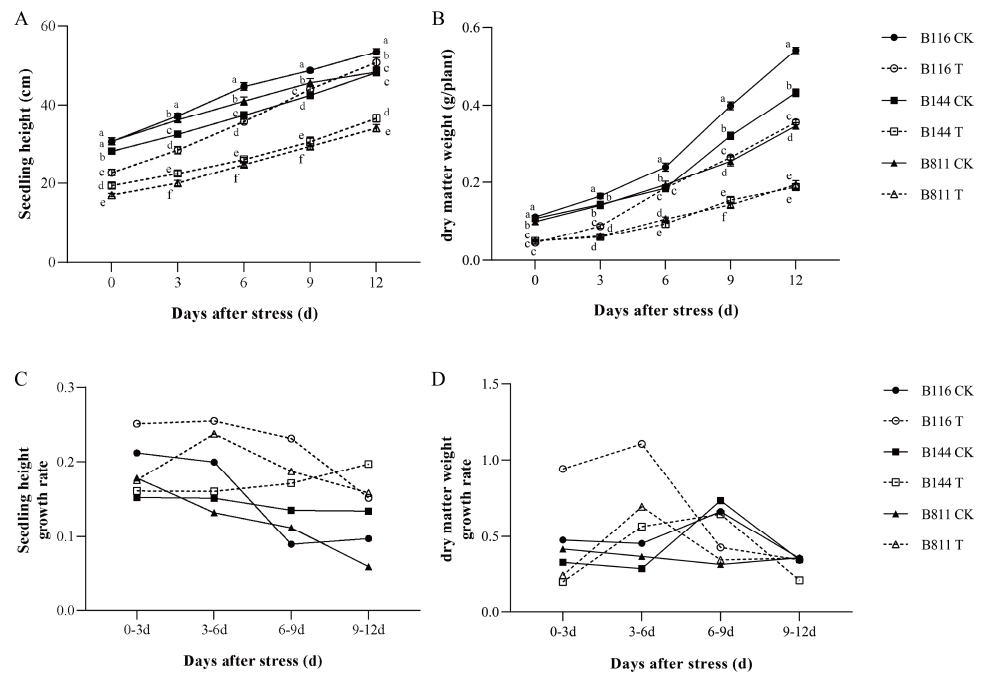 A
Seedling height (cm)
60
40
20
0
0 3 6 9 12
Days after stress (d)
a a b e d e
a b c d e f
a b c d e f
a b c d e f
a b c c d e
B
dry matter weight (g/plant)
0.6
0.4
0.2
0.0
0 3 6 9 12
Days after stress (d)
a a b c c c
a b b c d d
a b c c d e
a b c d e f
a b c d e e
B116 CK
B116 T
B144 CK
B144 T
B811 CK
B811 T
C
Seedling height
growth rate
0.3
0.2
0.1
0.0
0-3d 3-6d 6-9d 9-12d
Days after stress (d)
D
dry matter weight
growth rate
1.5
1.0
0.5
0.0
0-3d 3-6d 6-9d 9-12d
Days after stress (d)
B116 CK
B116 T
B144 CK
B144 T
B811 CK
B811 T